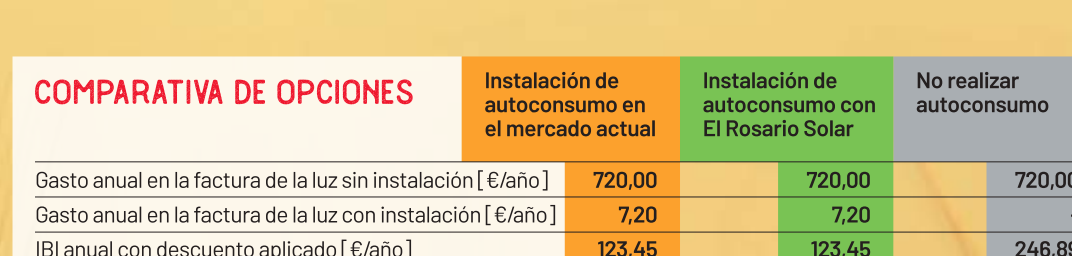 COMPARATIVA DE OPCIONES
Instalación de
autoconsumo en
el mercado actual
Instalación de
autoconsumo con
El Rosario Solar
No realizar
autoconsumo
Gasto anual en la factura de la luz sin instalación [€/año] 720,00 720,00 720,00
Gasto anual en la factura de la luz con instalación [€/año] 7,20 7,20
IBI anual con descuento aplicado [€/año] 123,45 123,45 246,89